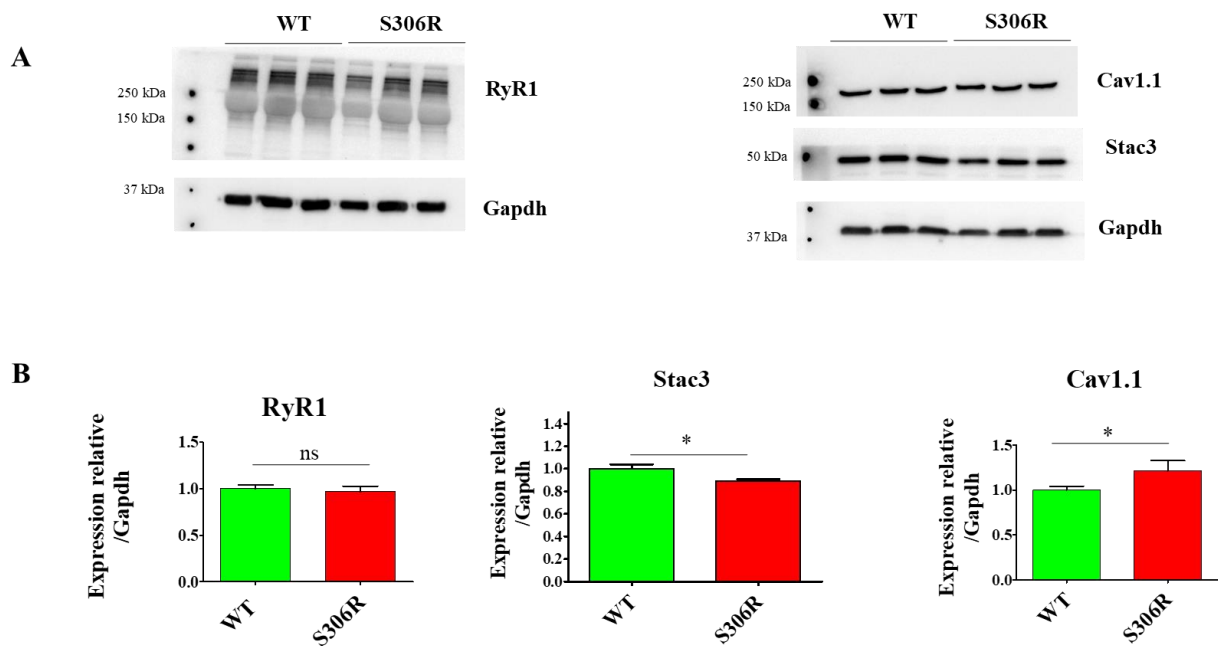 A
WT S306R
250 kDa
150 kDa
RyR1
37 kDa
Gapdh
WT S306R
250 kDa
150 kDa
Cav1.1
50 kDa
Stac3
37 kDa
Gapdh
B
RyR1
Expression relative
/Gapdh
1.5
1.0
0.5
0.0
ns
WT
S306R
Stac3
Expression relative
/Gapdh
1.4
1.2
1.0
0.8
0.6
0.4
0.2
0.0
*
WT
S306R
Cav1.1
Expression relative
/Gapdh
1.5
1.0
0.5
0.0
*
WT
S306R